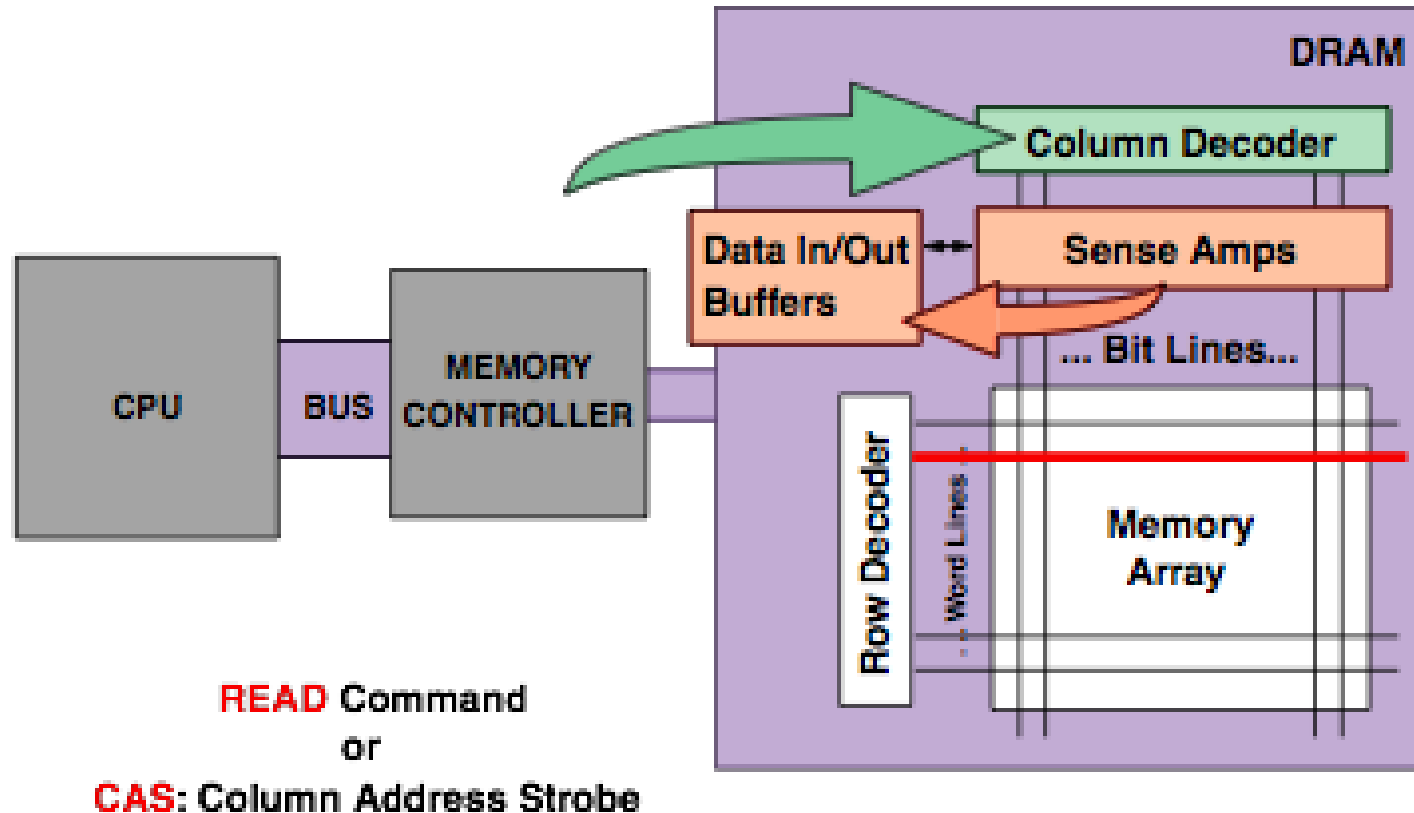 DRAM
Column Decoder
Data In/Out
Buffers
Sense Amps
... Bit Lines...
CPU
BUS
MEMORY
CONTROLLER
Row Decoder
... Word Lines ...
Memory
Array
READ Command
or
CAS: Column Address Strobe